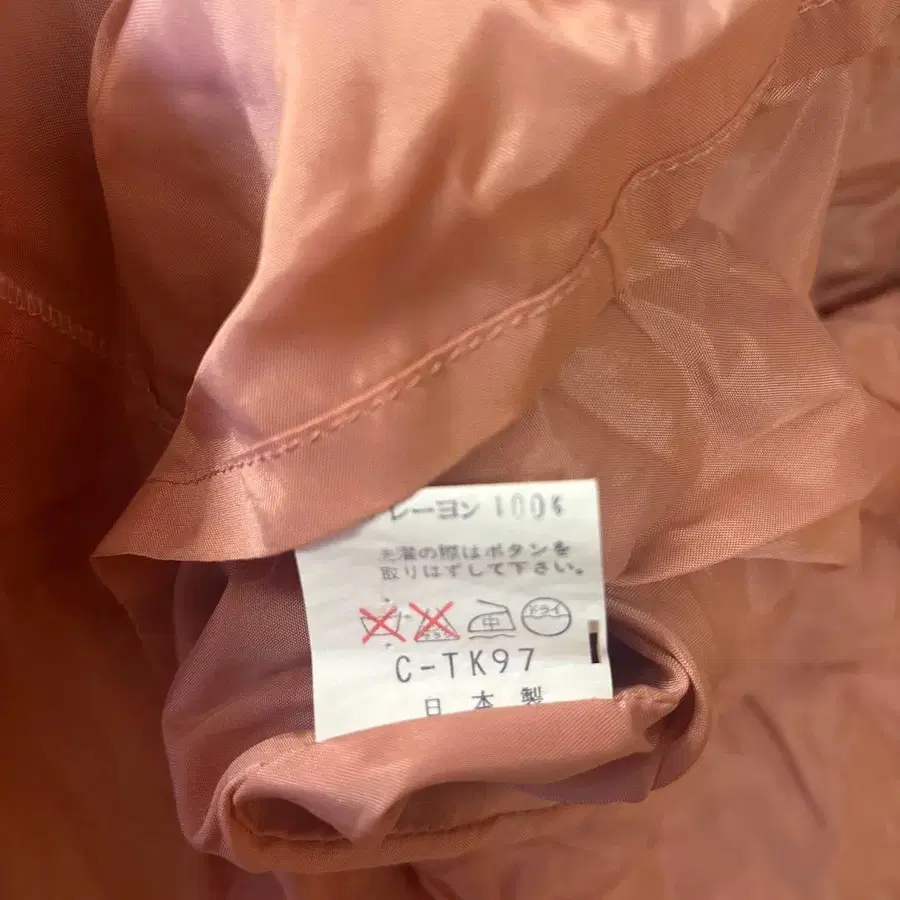 レーヨン 100%
洗濯の際はボタンを
取りはずして下さい。
中 ドライ
C-TK97
日本製